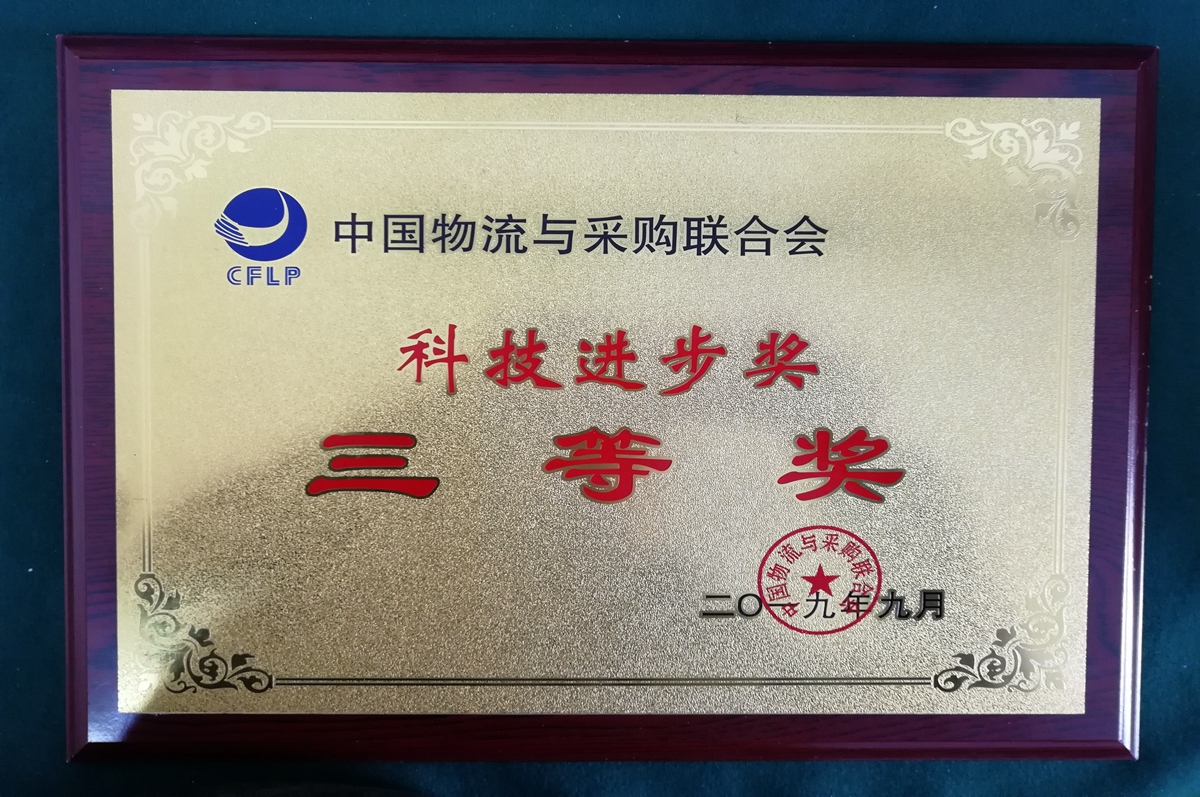 中国物流与采购联合会
CFLP
科技进步奖
三等奖
中国物流与采购联合会
二〇一九年九月